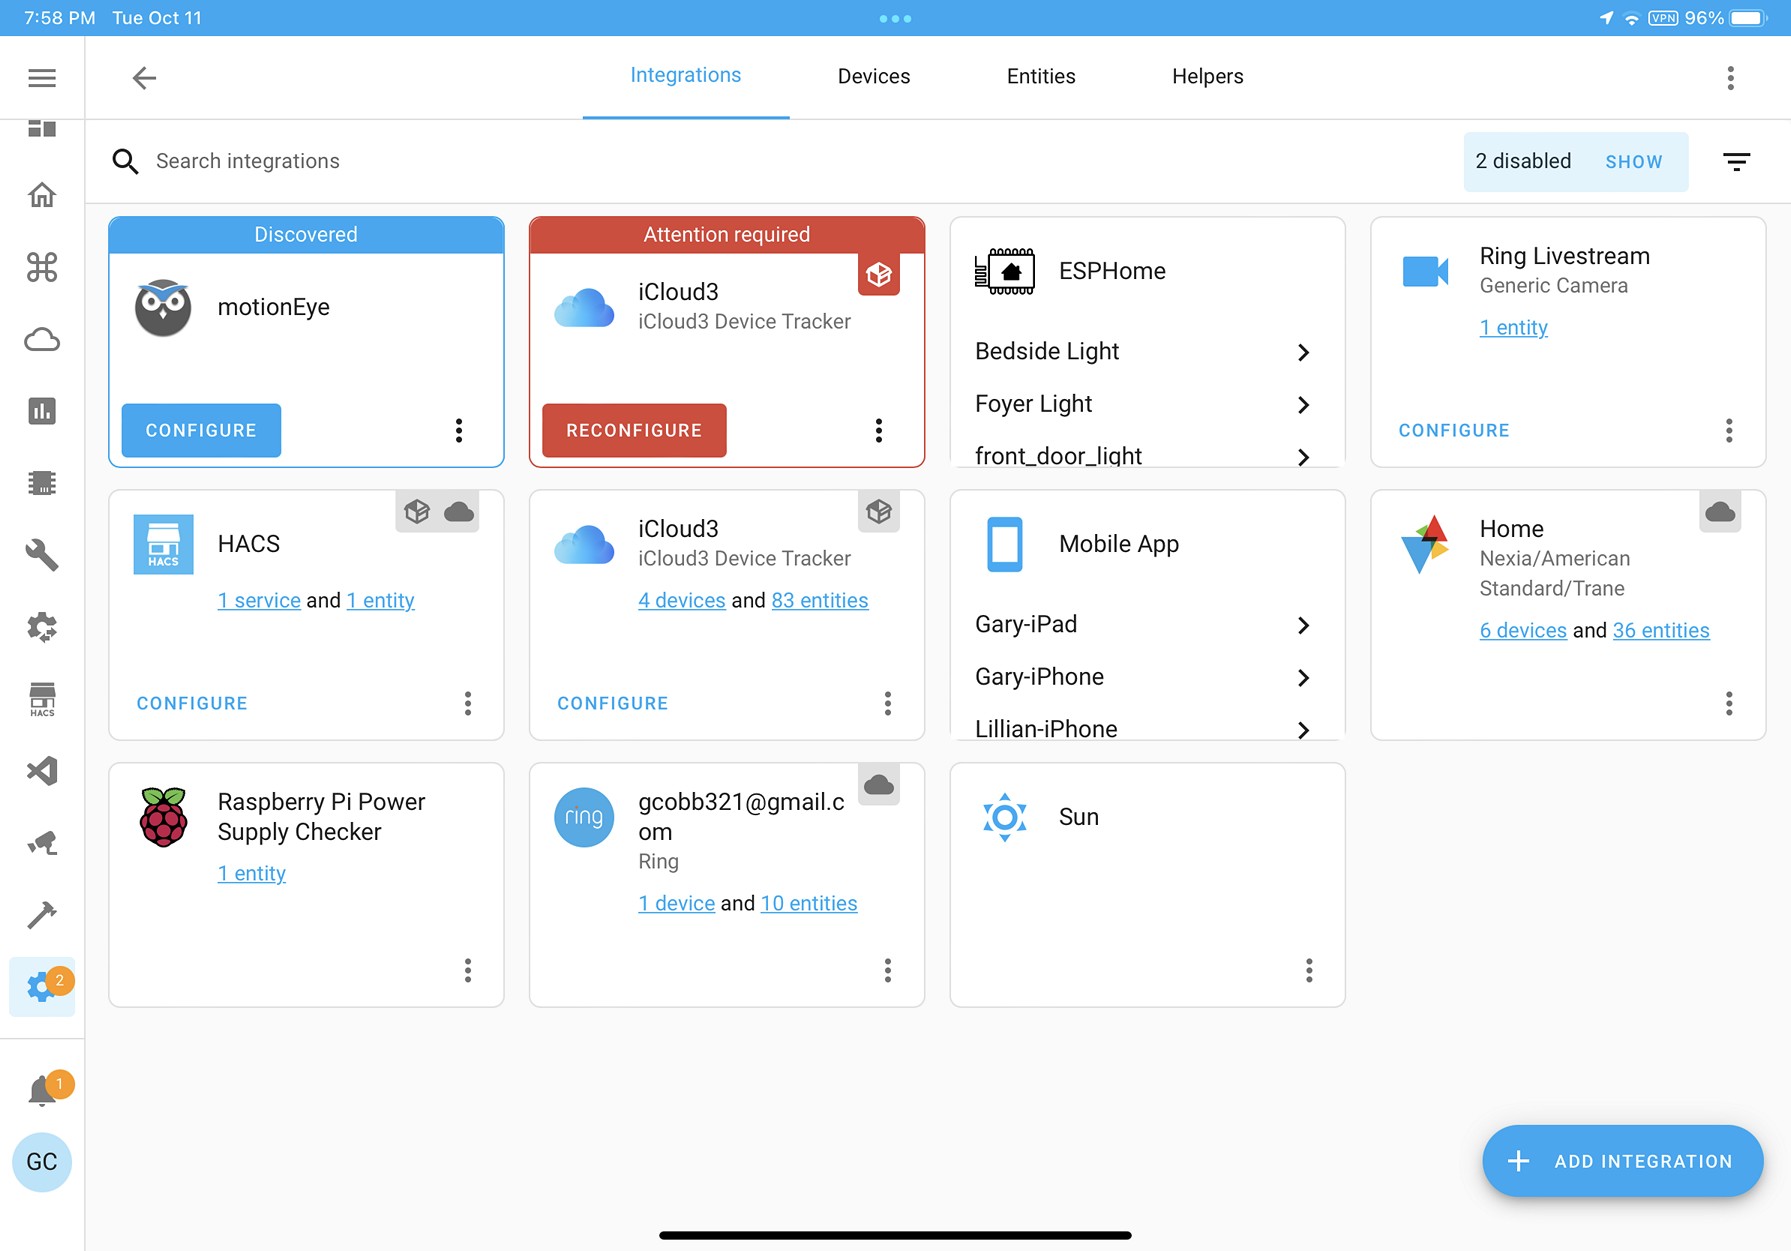 7:58 PM Tue Oct 11
VPN 96%
Integrations
Devices
Entities
Helpers
Search integrations
2 disabled
SHOW
Discovered
motionEye
CONFIGURE
Attention required
iCloud3
iCloud3 Device Tracker
RECONFIGURE
ESPHome
Bedside Light
Foyer Light
front_door_light
Ring Livestream
Generic Camera
1 entity
CONFIGURE
HACS
HACS
1 service and 1 entity
CONFIGURE
iCloud3
iCloud3 Device Tracker
4 devices and 83 entities
CONFIGURE
Mobile App
Gary-iPad
Gary-iPhone
Lillian-iPhone
Home
Nexia/American
Standard/Trane
6 devices and 36 entities
HACS
Raspberry Pi Power
Supply Checker
1 entity
ring
gcobb321@gmail.c
om
Ring
1 device and 10 entities
Sun
2
1
GC
ADD INTEGRATION